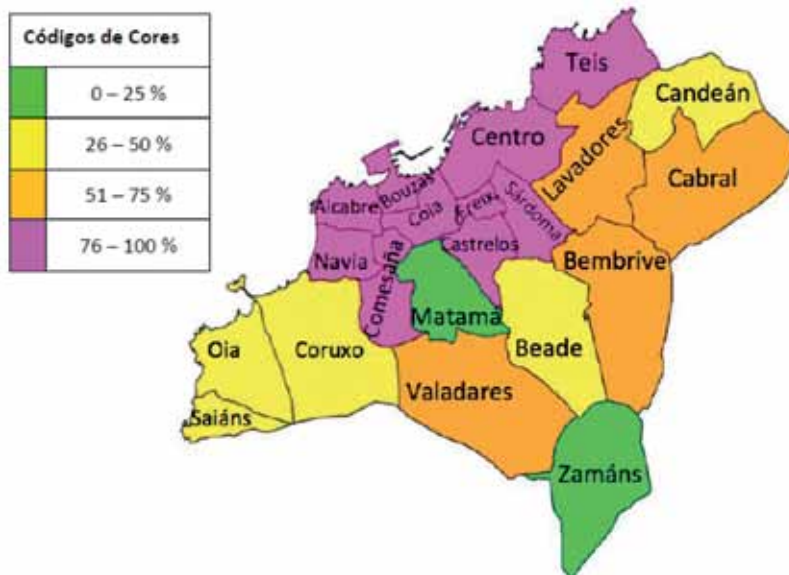 Códigos de Cores
0 – 25 %
26 – 50 %
51 – 75 %
76 – 100 %
Teis
Candeán
Centro
Lavadores
Cabral
Bouzas
Alcabre
Coia
Freix
Sárdoma
Navia
Comesaña
Castrelos
Bembrive
Matamá
Oia
Coruxo
Beade
Valadares
Saiáns
Zamáns